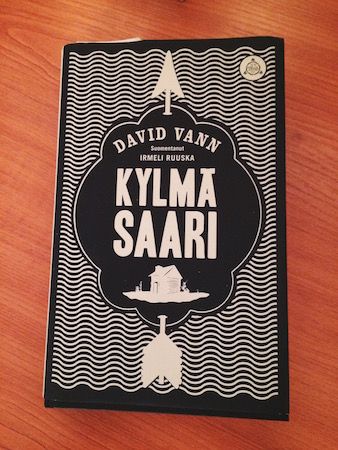 DAVID VANN
Suomentanut
IRMELI RUUSKA
KYLMÄ
SAARI